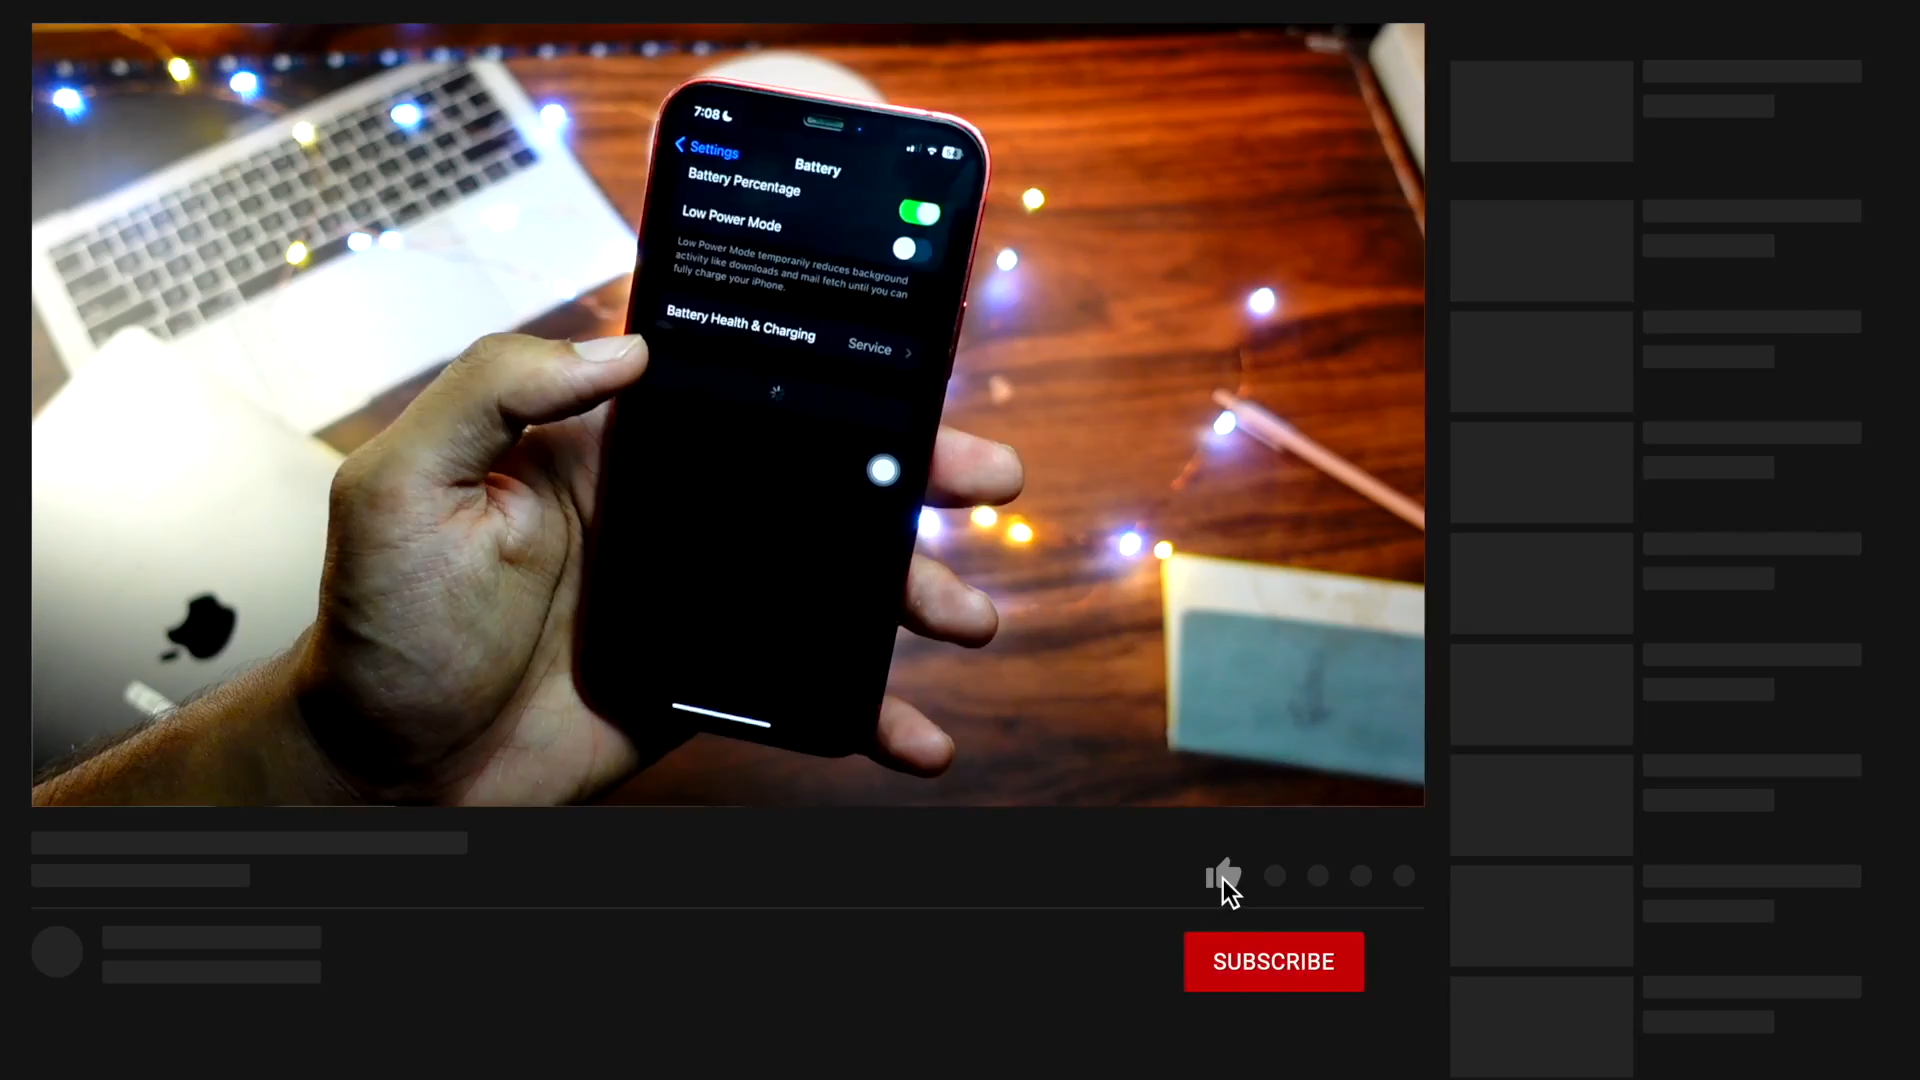 7:08
Settings
Battery
Battery Percentage
Low Power Mode
Low Power Mode temporarily reduces background
activity like downloads and mail fetch until you can
fully charge your iPhone.
Battery Health & Charging
Service
SUBSCRIBE